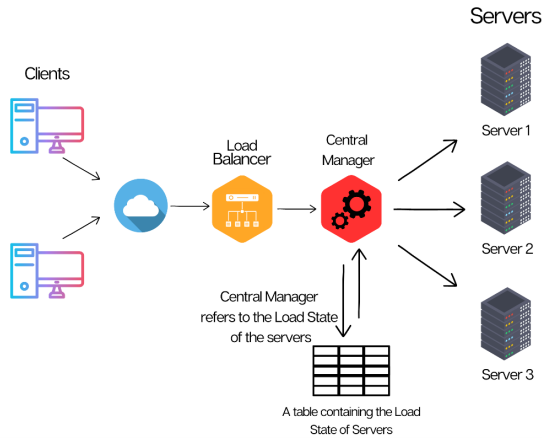 Servers
Clients
Server 1
Load
Balancer
Central
Manager
Server 2
Central Manager
refers to the Load State
of the servers
Server 3
A table containing the Load
State of Servers